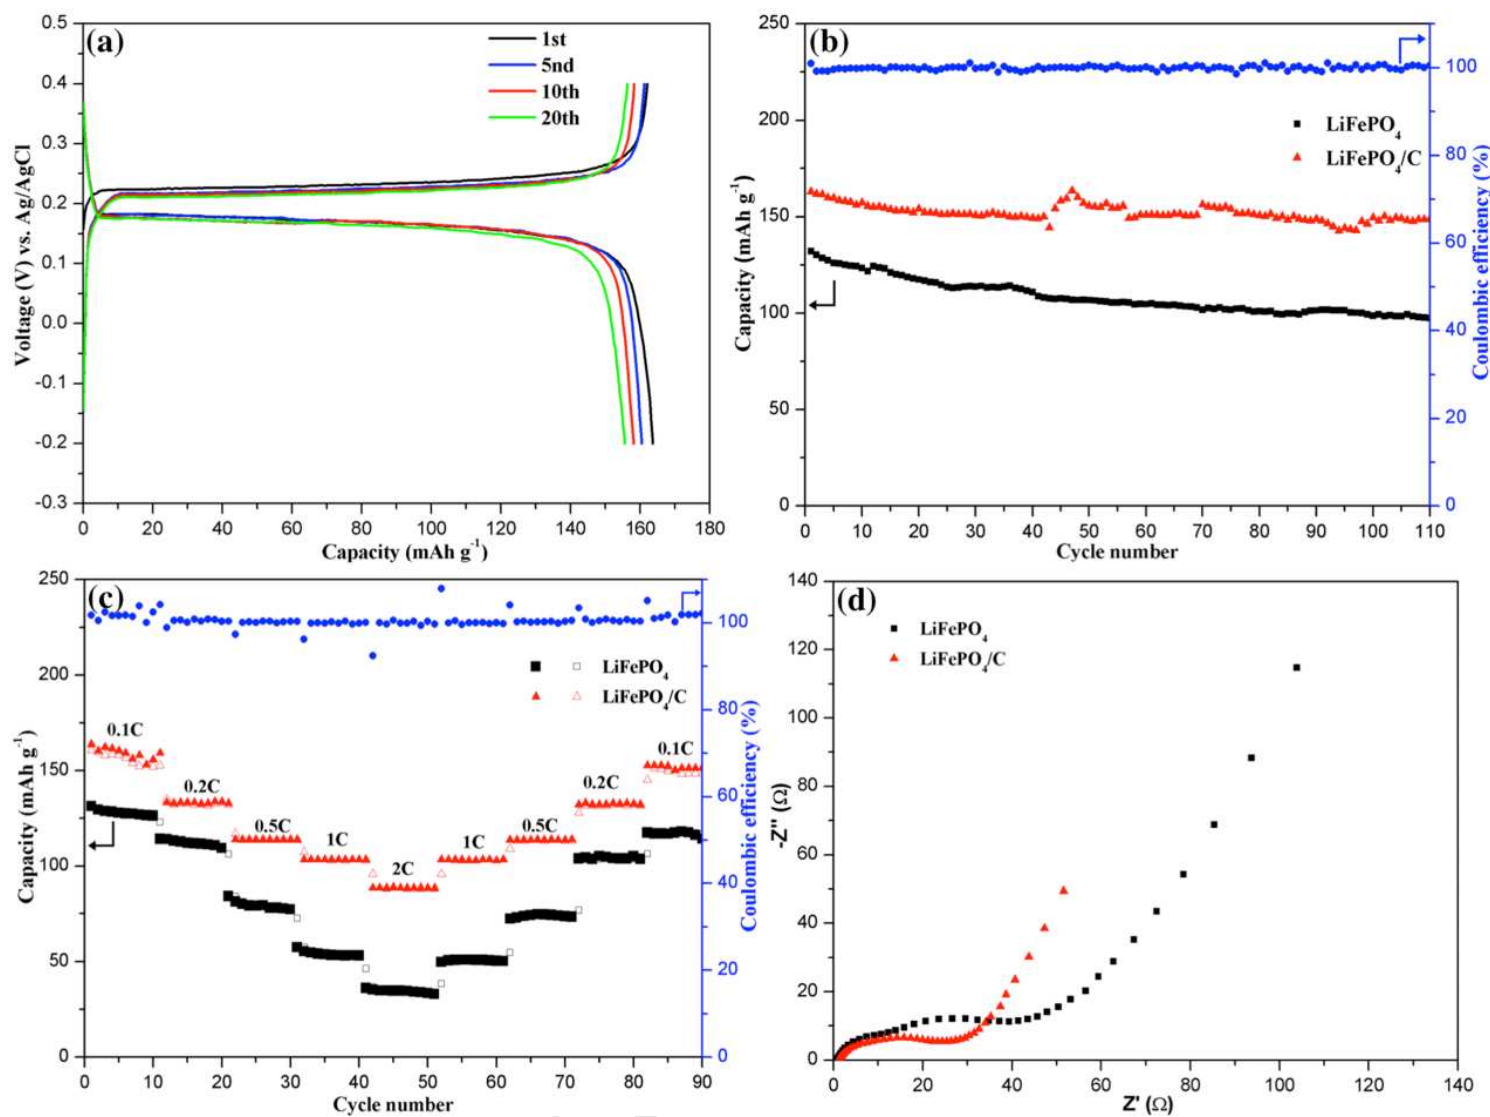 (a)
1st
5nd
10th
20th
0.5
0.4
0.3
0.2
0.1
0.0
-0.1
-0.2
-0.3
Voltage (V) vs. Ag/AgCl
0 20 40 60 80 100 120 140 160 180
Capacity (mAh g⁻¹)
(b)
LiFePO₄
LiFePO₄/C
250
200
150
100
50
0
Capacity (mAh g⁻¹)
100
80
60
40
20
0
Coulombic efficiency (%)
0 10 20 30 40 50 60 70 80 90 100 110
Cycle number
(c)
LiFePO₄
LiFePO₄/C
0.1C
0.2C
0.5C
1C
2C
1C
0.5C
0.2C
0.1C
250
200
150
100
50
0
Capacity (mAh g⁻¹)
100
80
60
40
20
0
Coulombic efficiency (%)
0 10 20 30 40 50 60 70 80 90
Cycle number
(d)
LiFePO₄
LiFePO₄/C
140
120
100
80
60
40
20
0
-Z'' (Ω)
0 20 40 60 80 100 120 140
Z' (Ω)